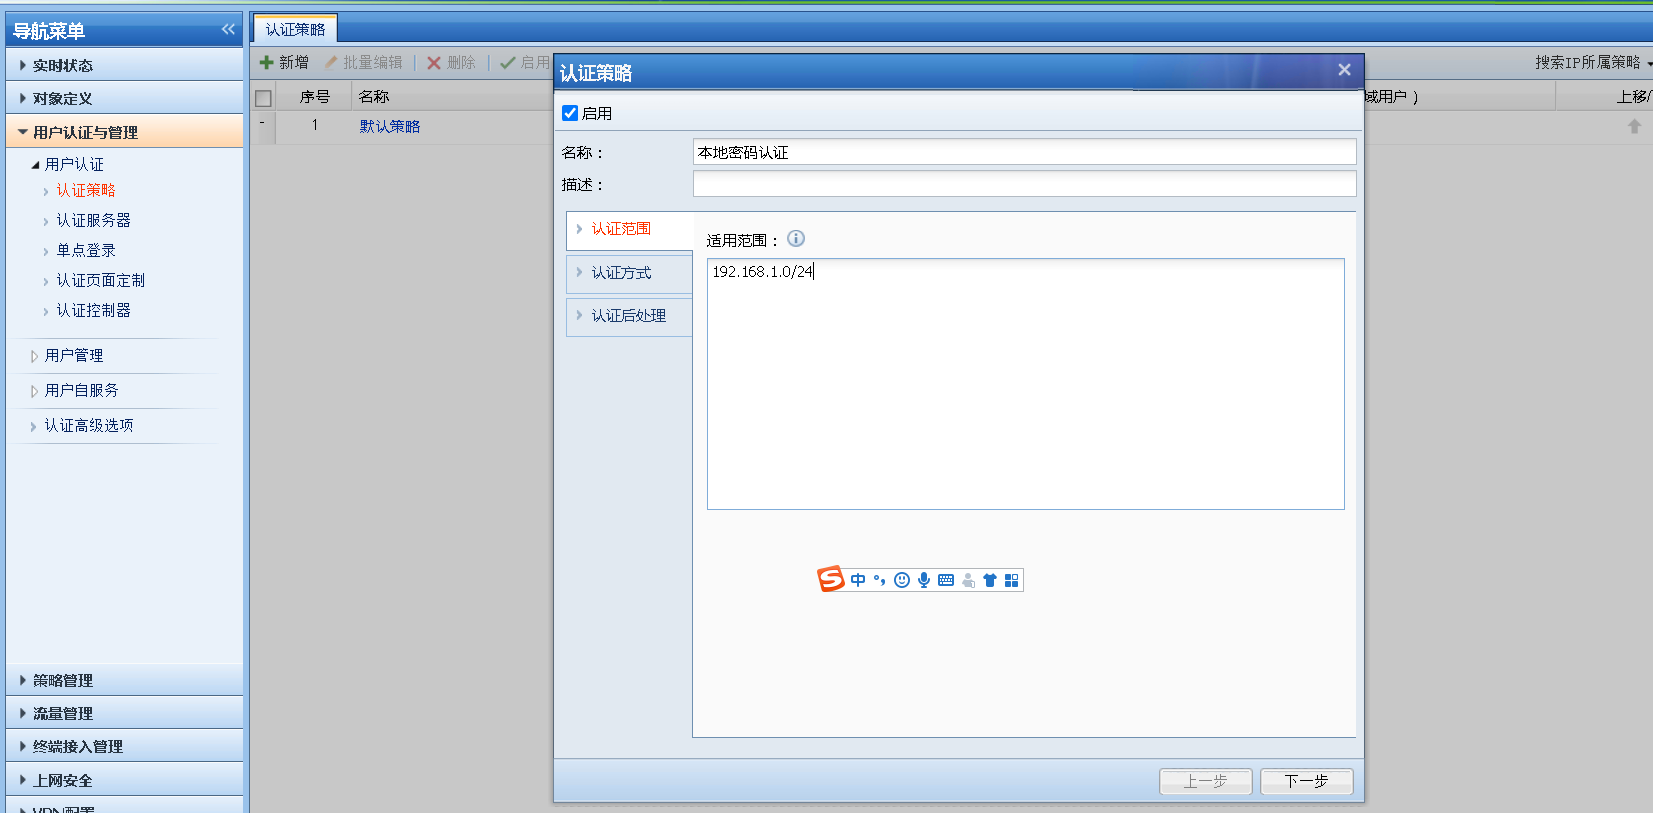 导航菜单
实时状态
对象定义
用户认证与管理
用户认证
认证策略
认证服务器
单点登录
认证页面定制
认证控制器
用户管理
用户自服务
认证高级选项
策略管理
流量管理
终端接入管理
上网安全
VPN配置
认证策略
新增 批量编辑 删除 启用
搜索IP所属策略
序号 名称
域用户）
上移/
- 1 默认策略
认证策略
启用
名称：
本地密码认证
描述：
认证范围
认证方式
认证后处理
适用范围：
192.168.1.0/24
中
上一步 下一步